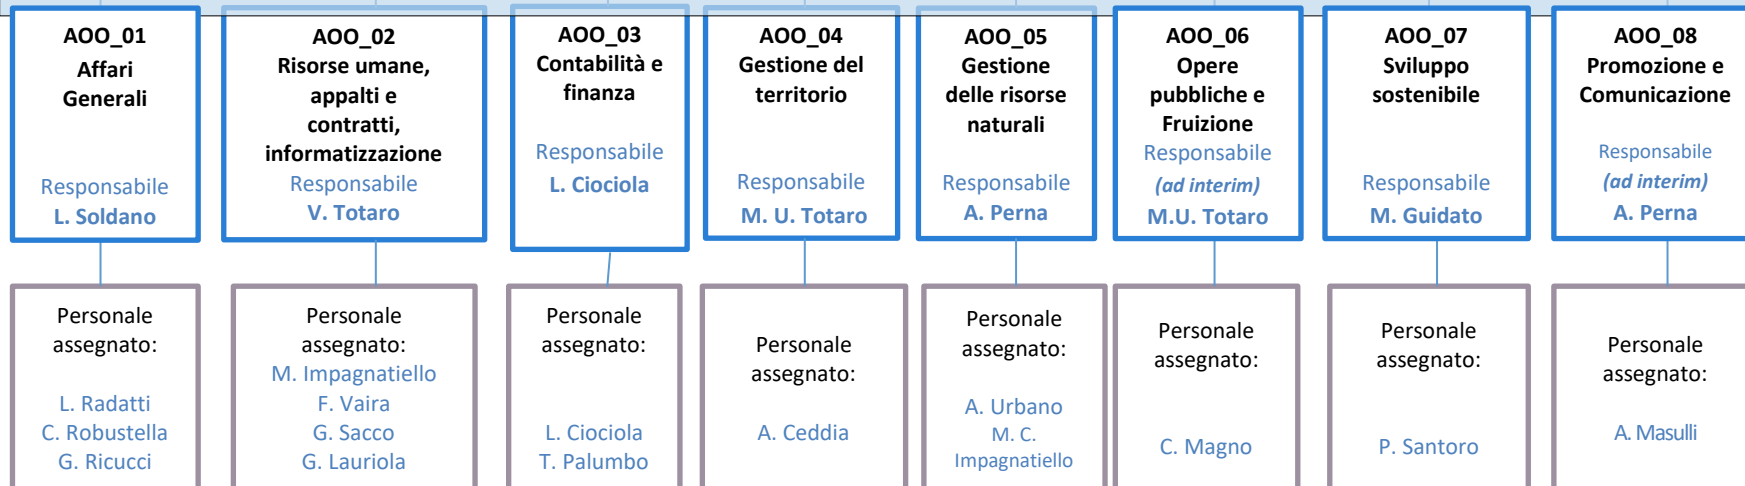 AOO_01
Affari
Generali
Responsabile
L. Soldano
AOO_02
Risorse umane,
appalti e
contratti,
informatizzazione
Responsabile
V. Totaro
AOO_03
Contabilità e
finanza
Responsabile
L. Ciociola
AOO_04
Gestione del
territorio
Responsabile
M. U. Totaro
AOO_05
Gestione
delle risorse
naturali
Responsabile
A. Perna
AOO_06
Opere
pubbliche e
Fruizione
Responsabile
(ad interim)
M.U. Totaro
AOO_07
Sviluppo
sostenibile
Responsabile
M. Guidato
AOO_08
Promozione e
Comunicazione
Responsabile
(ad interim)
A. Perna
Personale
assegnato:
L. Radatti
C. Robustella
G. Ricucci
Personale
assegnato:
M. Impagnatiello
F. Vaira
G. Sacco
G. Lauriola
Personale
assegnato:
L. Ciociola
T. Palumbo
Personale
assegnato:
A. Ceddia
Personale
assegnato:
A. Urbano
M. C.
Impagnatiello
Personale
assegnato:
C. Magno
Personale
assegnato:
P. Santoro
Personale
assegnato:
A. Masulli